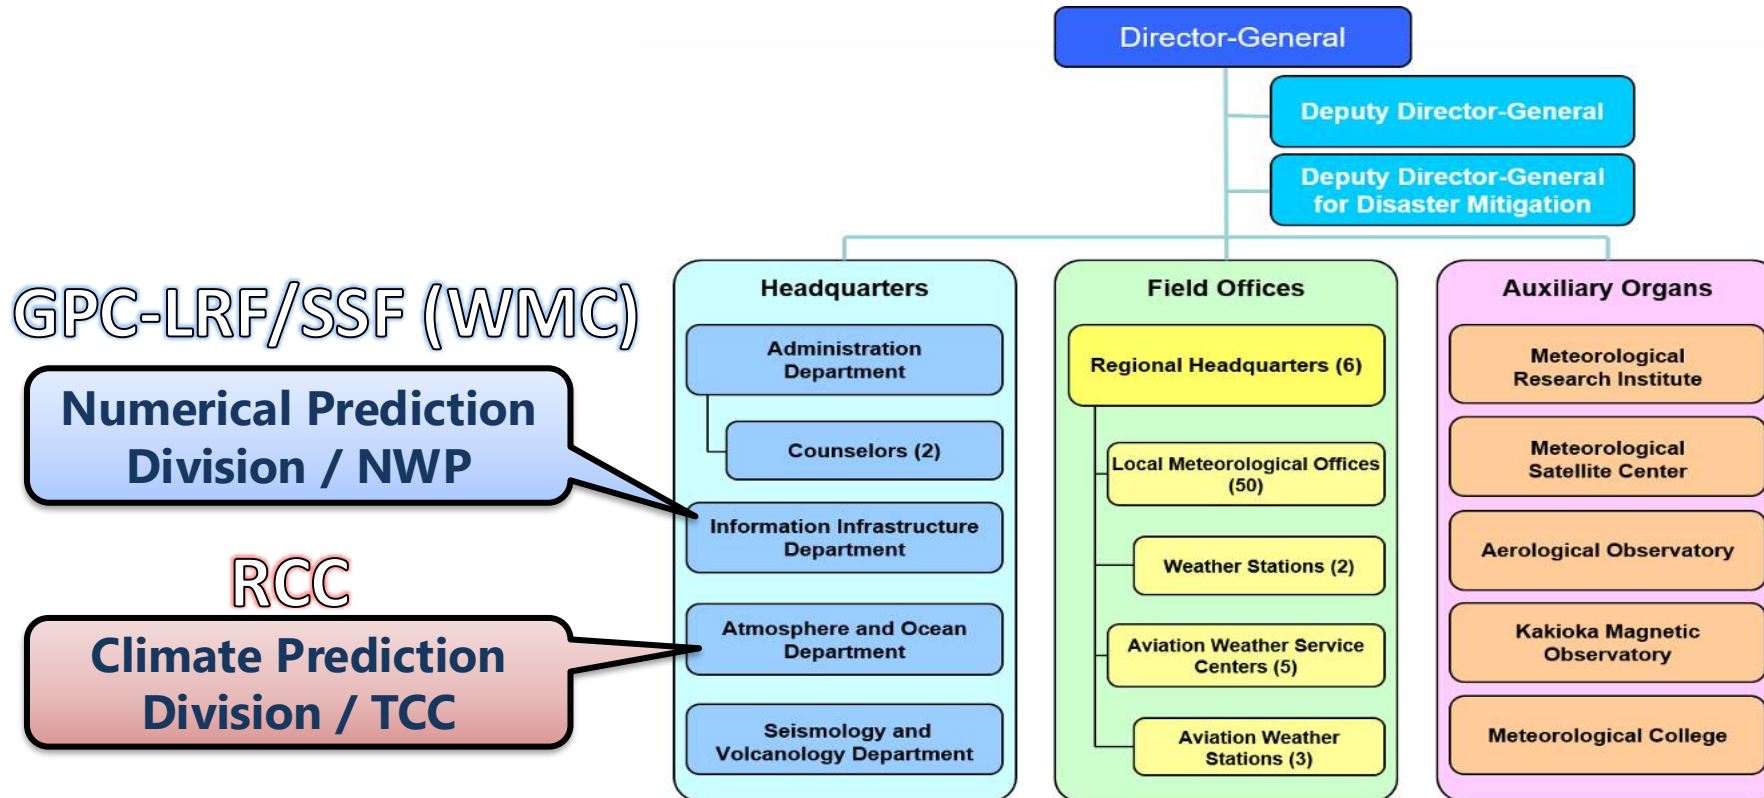 Director-General
Deputy Director-General
Deputy Director-General
for Disaster Mitigation
GPC-LRF/SSF (WMC)
Numerical Prediction
Division / NWP
RCC
Climate Prediction
Division / TCC
Headquarters
Administration
Department
Counselors (2)
Information Infrastructure
Department
Atmosphere and Ocean
Department
Seismology and
Volcanology Department
Field Offices
Regional Headquarters (6)
Local Meteorological Offices
(50)
Weather Stations (2)
Aviation Weather Service
Centers (5)
Aviation Weather
Stations (3)
Auxiliary Organs
Meteorological
Research Institute
Meteorological
Satellite Center
Aerological Observatory
Kakioka Magnetic
Observatory
Meteorological College